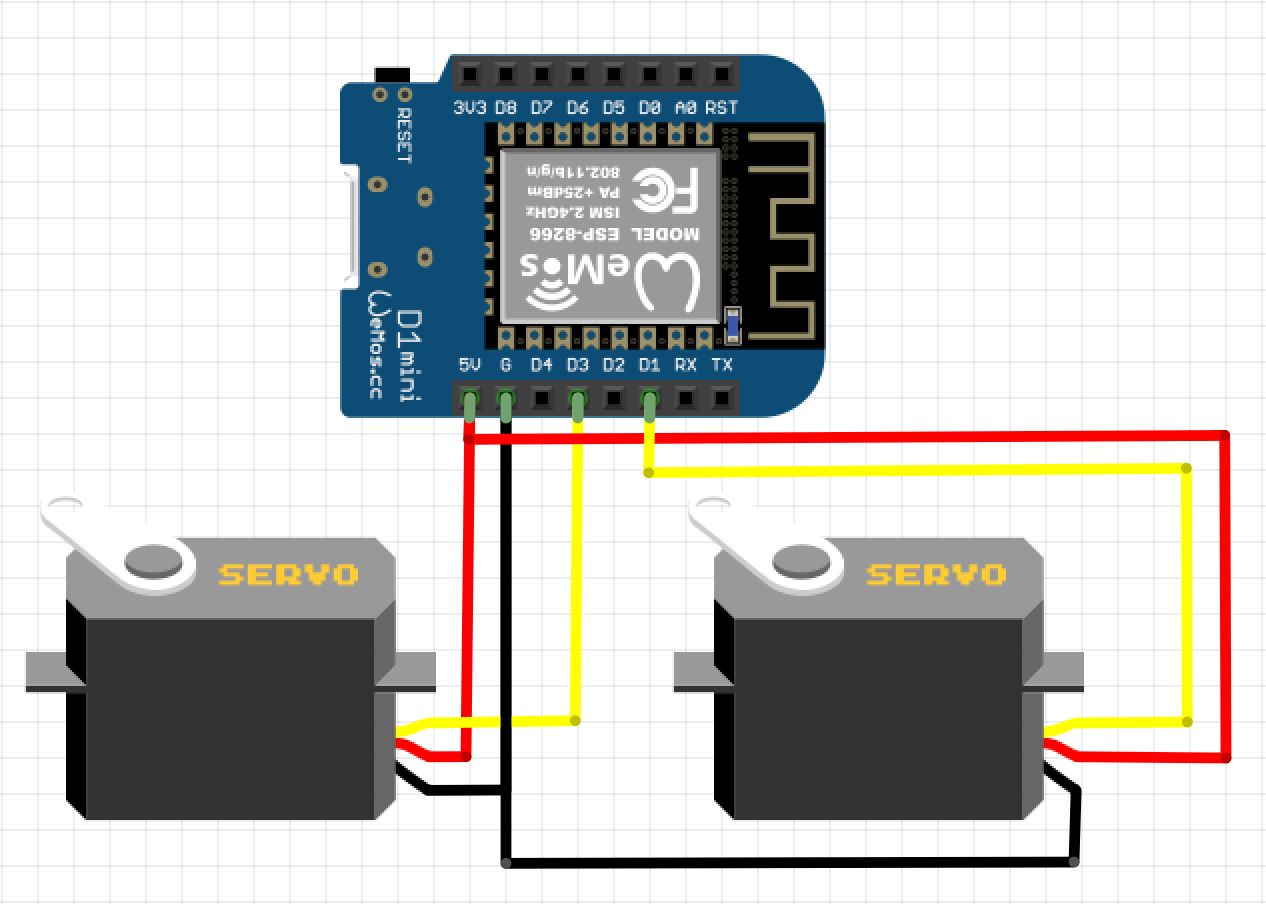 3V3 D8 D7 D6 D5 D0 A0 RST
RESET
802.11b/g/n
PA +25dBm
ISM 2.4GHz
MODEL ESP-8266
FC
WeMos
D1 mini
WeMos.cc
5V G D4 D3 D2 D1 RX TX
SERVO
SERVO